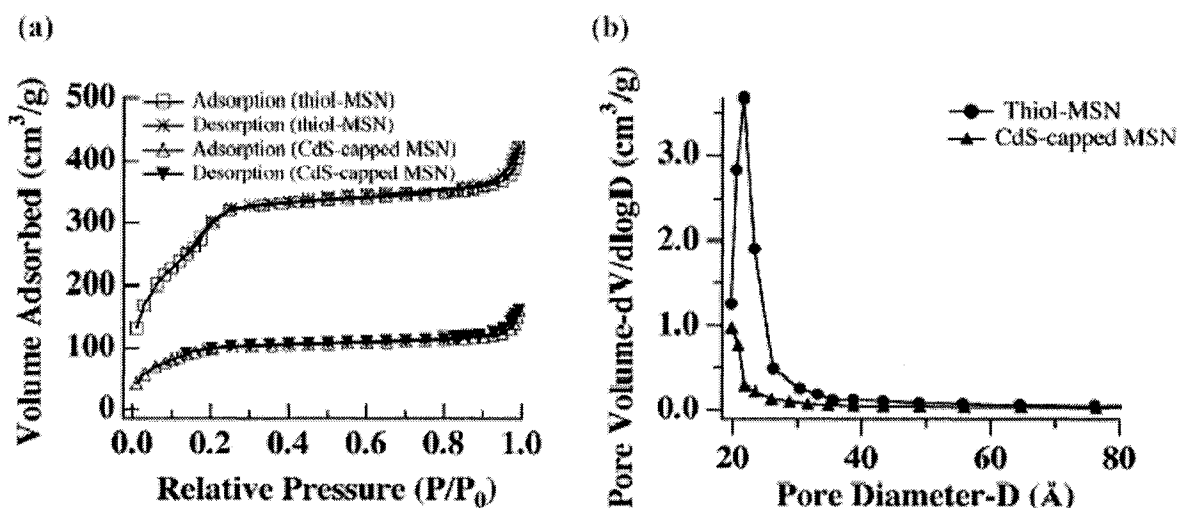 (a)
Volume Adsorbed (cm³/g)
500
400
300
200
100
0
Adsorption (thiol-MSN)
Desorption (thiol-MSN)
Adsorption (CdS-capped MSN)
Desorption (CdS-capped MSN)
0.0 0.2 0.4 0.6 0.8 1.0
Relative Pressure (P/P₀)
(b)
Pore Volume-dV/dlogD (cm³/g)
3.0
2.0
1.0
0.0
Thiol-MSN
CdS-capped MSN
20 40 60 80
Pore Diameter-D (Å)